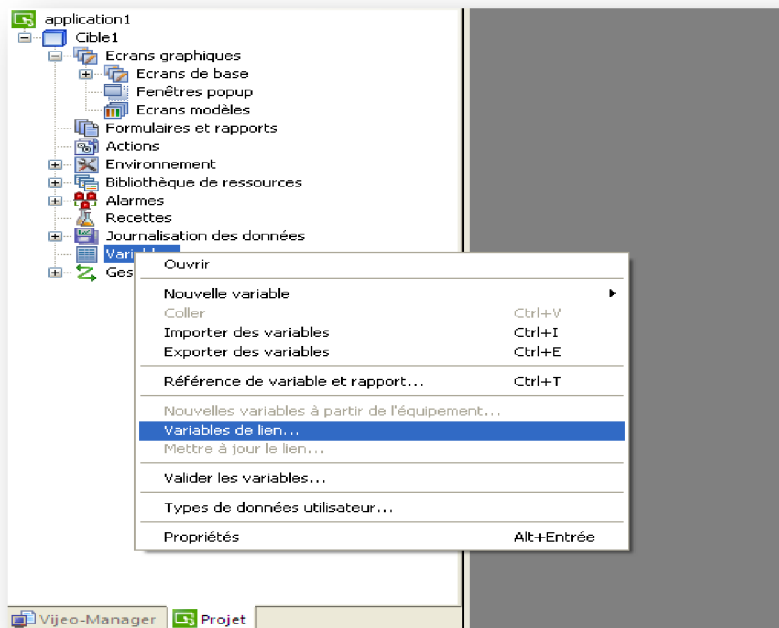 application1
Cible1
Ecrans graphiques
Ecrans de base
Fenêtres popup
Ecrans modèles
Formulaires et rapports
Actions
Environnement
Bibliothèque de ressources
Alarmes
Recettes
Journalisation des données
Ouvrir
Nouvelle variable
Coller Ctrl+V
Importer des variables Ctrl+I
Exporter des variables Ctrl+E
Référence de variable et rapport... Ctrl+T
Nouvelles variables à partir de l'équipement...
Variables de lien...
Mettre à jour le lien...
Valider les variables...
Types de données utilisateur...
Propriétés Alt+Entrée
Vijeo-Manager Projet